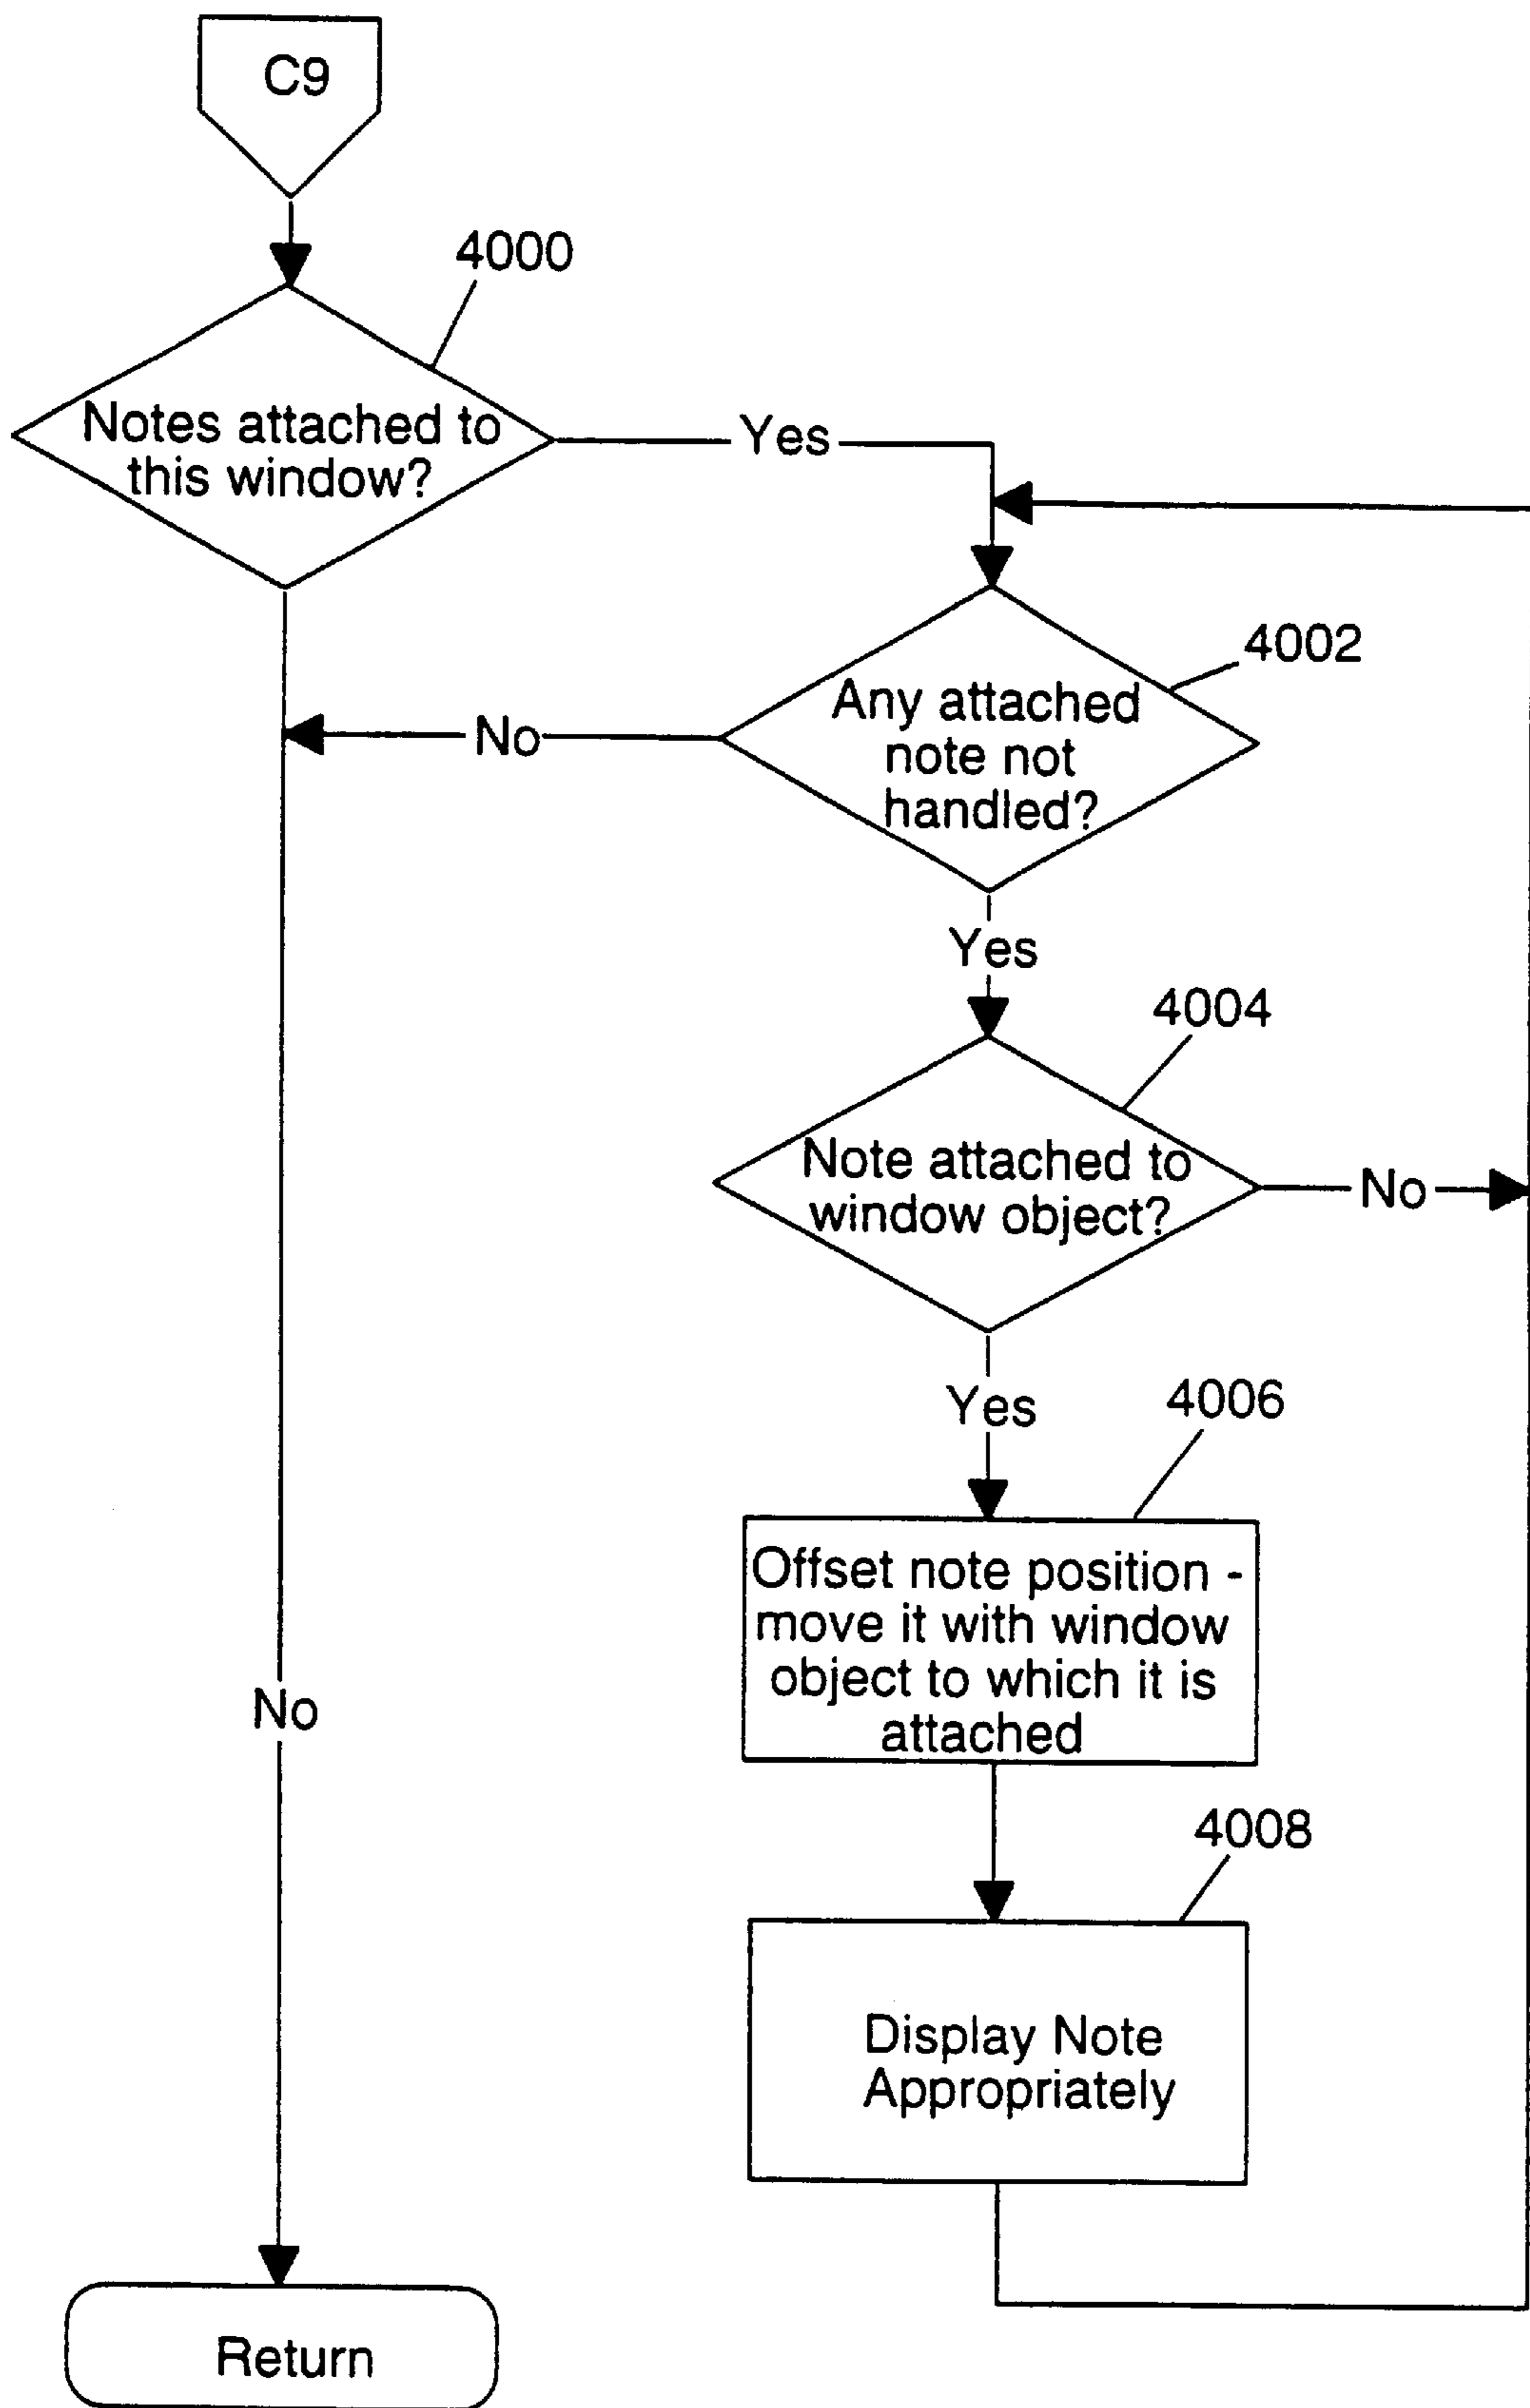 C9
4000
Notes attached to
this window?
Yes
4002
Any attached
note not
handled?
No
Yes
4004
Note attached to
window object?
No
Yes
4006
Offset note position -
move it with window
object to which it is
attached
No
4008
Display Note
Appropriately
Return